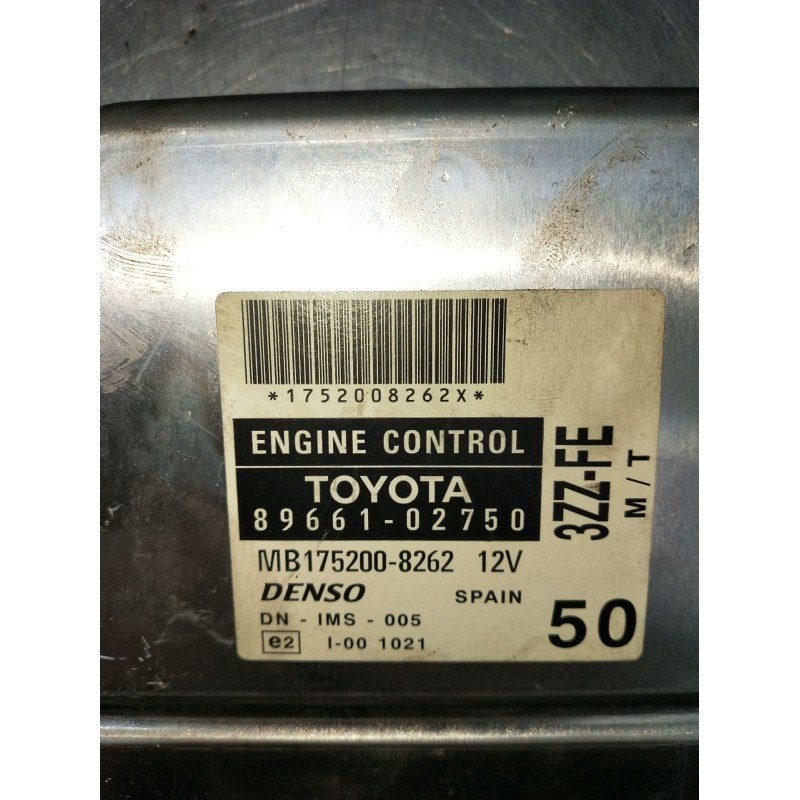 *1752008262X*
ENGINE CONTROL
TOYOTA
89661-02750
MB175200-8262 12V
DENSO SPAIN
DN - IMS - 005
e2 I-00 1021
3ZZ-FE
M/T
50